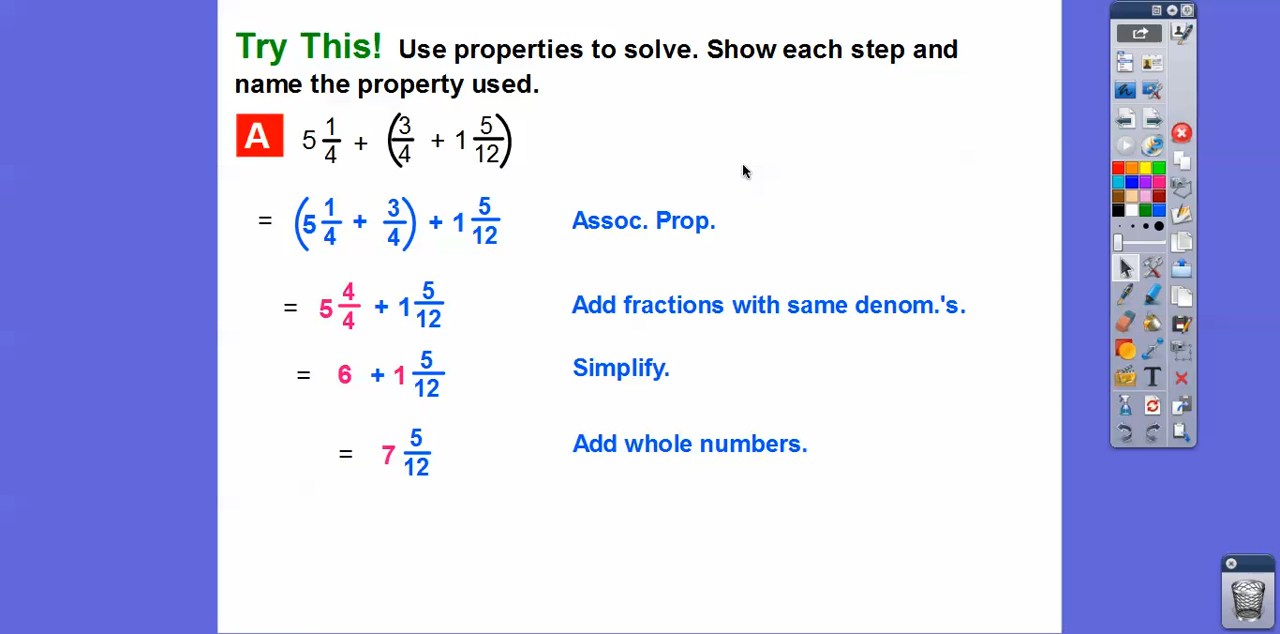 Try This! Use properties to solve. Show each step and
name the property used.
A 5 1/4 + (3/4 + 1 5/12)
= (5 1/4 + 3/4) + 1 5/12 Assoc. Prop.
= 5 4/4 + 1 5/12 Add fractions with same denom.'s.
= 6 + 1 5/12 Simplify.
= 7 5/12 Add whole numbers.